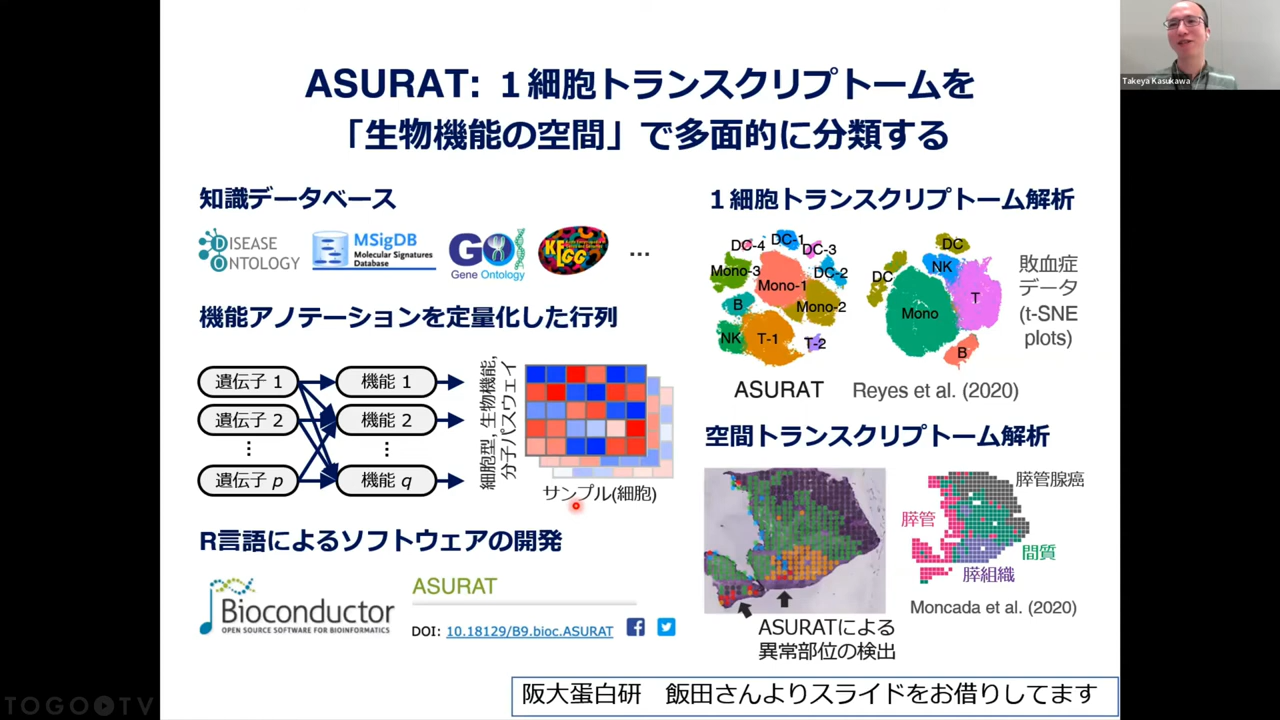 ASURAT: １細胞トランスクリプトームを
「生物機能の空間」で多面的に分類する
Takeya Kasukawa
知識データベース
DISEASE
ONTOLOGY
MSigDB
Molecular Signatures
Database
GO
Gene Ontology
KEGG
…
機能アノテーションを定量化した行列
遺伝子 1
機能 1
遺伝子 2
機能 2
⋮
⋮
遺伝子 p
機能 q
細胞型, 生物機能,
分子パスウェイ
サンプル(細胞)
R言語によるソフトウェアの開発
Bioconductor
OPEN SOURCE SOFTWARE FOR BIOINFORMATICS
ASURAT
DOI: 10.18129/B9.bioc.ASURAT
１細胞トランスクリプトーム解析
DC-4
DC-1
DC-3
Mono-3
DC-2
Mono-1
B
Mono-2
NK
T-1
T-2
ASURAT
DC
NK
DC
T
Mono
B
Reyes et al. (2020)
敗血症
データ
(t-SNE
plots)
空間トランスクリプトーム解析
膵管腺癌
膵管
間質
膵組織
Moncada et al. (2020)
ASURATによる
異常部位の検出
阪大蛋白研　飯田さんよりスライドをお借りしてます
TOGOTV